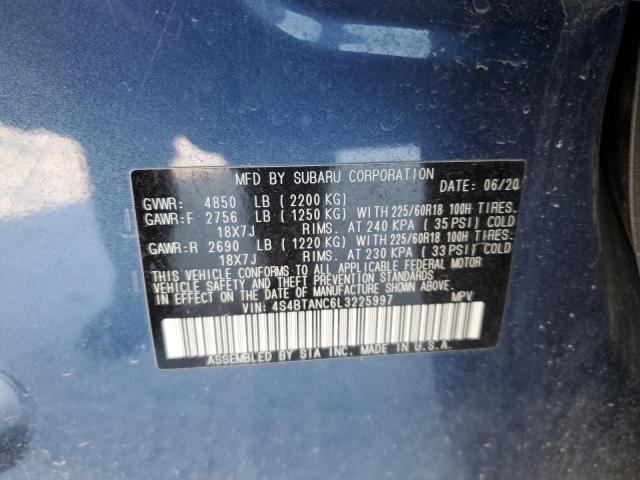 MFD BY SUBARU CORPORATION
DATE: 06/20
GVWR: 4850 LB ( 2200 KG)
GAWR:F 2756 LB ( 1250 KG) WITH 225/60R18 100H TIRES.
18X7J RIMS. AT 240 KPA ( 35 PSI) COLD
GAWR:R 2690 LB ( 1220 KG) WITH 225/60R18 100H TIRES.
18X7J RIMS. AT 230 KPA ( 33 PSI) COLD
THIS VEHICLE CONFORMS TO ALL APPLICABLE FEDERAL MOTOR
VEHICLE SAFETY AND THEFT PREVENTION STANDARDS
IN EFFECT ON THE DATE OF MANUFACTURE SHOWN ABOVE.
VIN: 4S4BTANC6L3225997 MPV
ASSEMBLED BY SIA INC. MADE IN U.S.A.